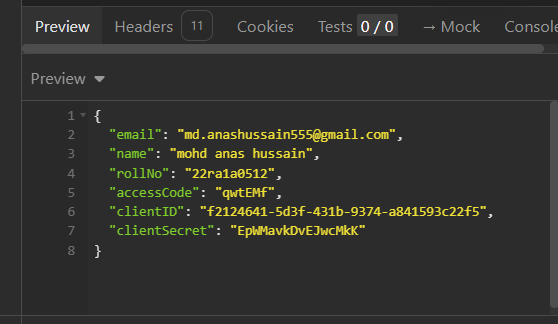 Preview Headers 11 Cookies Tests 0 / 0 → Mock Console
Preview
1 {
2 "email": "md.anashussain555@gmail.com",
3 "name": "mohd anas hussain",
4 "rollNo": "22ra1a0512",
5 "accessCode": "qwtEMf",
6 "clientID": "f2124641-5d3f-431b-9374-a841593c22f5",
7 "clientSecret": "EpWMavkDvEJwcMkK"
8 }